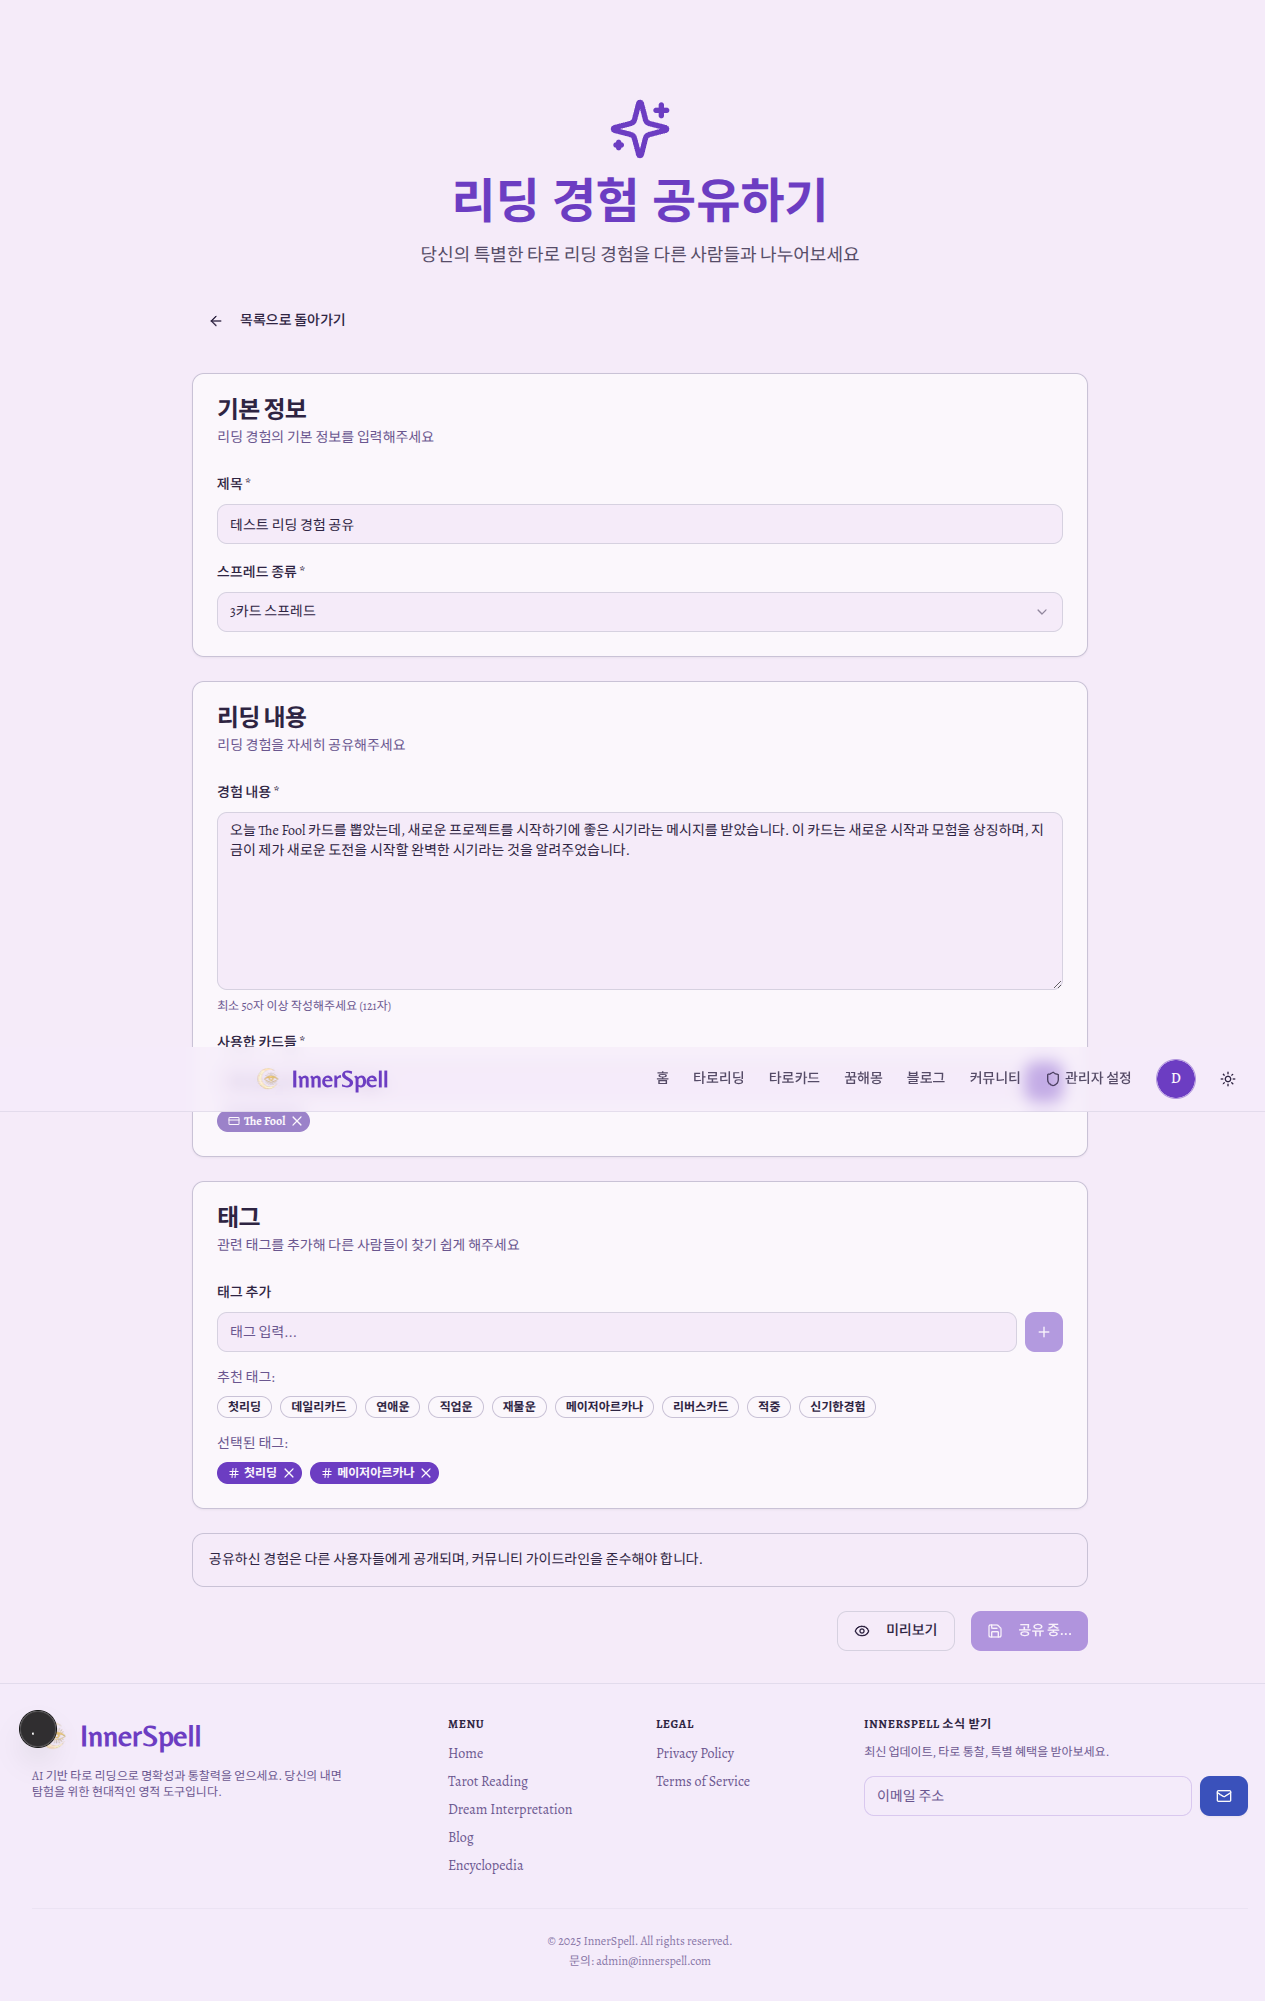 리딩 경험 공유하기
당신의 특별한 타로 리딩 경험을 다른 사람들과 나누어보세요
목록으로 돌아가기
기본 정보
리딩 경험의 기본 정보를 입력해주세요
제목 *
테스트 리딩 경험 공유
스프레드 종류 *
3카드 스프레드
리딩 내용
리딩 경험을 자세히 공유해주세요
경험 내용 *
오늘 The Fool 카드를 뽑았는데, 새로운 프로젝트를 시작하기에 좋은 시기라는 메시지를 받았습니다. 이 카드는 새로운 시작과 모험을 상징하며, 지
금이 제가 새로운 도전을 시작할 완벽한 시기라는 것을 알려주었습니다.
최소 50자 이상 작성해주세요 (121자)
사용한 카드들 *
InnerSpell 홈 타로리딩 타로카드 꿈해몽 블로그 커뮤니티 관리자 설정 D
The Fool
태그
관련 태그를 추가해 다른 사람들이 찾기 쉽게 해주세요
태그 추가
태그 입력...
추천 태그:
첫리딩 데일리카드 연애운 직업운 재물운 메이저아르카나 리버스카드 적중 신기한경험
선택된 태그:
# 첫리딩 # 메이저아르카나
공유하신 경험은 다른 사용자들에게 공개되며, 커뮤니티 가이드라인을 준수해야 합니다.
미리보기 공유 중...
InnerSpell
AI 기반 타로 리딩으로 명확성과 통찰력을 얻으세요. 당신의 내면
탐험을 위한 현대적인 영적 도구입니다.
MENU
Home
Tarot Reading
Dream Interpretation
Blog
Encyclopedia
LEGAL
Privacy Policy
Terms of Service
INNERSPELL 소식 받기
최신 업데이트, 타로 통찰, 특별 혜택을 받아보세요.
이메일 주소
© 2025 InnerSpell. All rights reserved.
문의: admin@innerspell.com